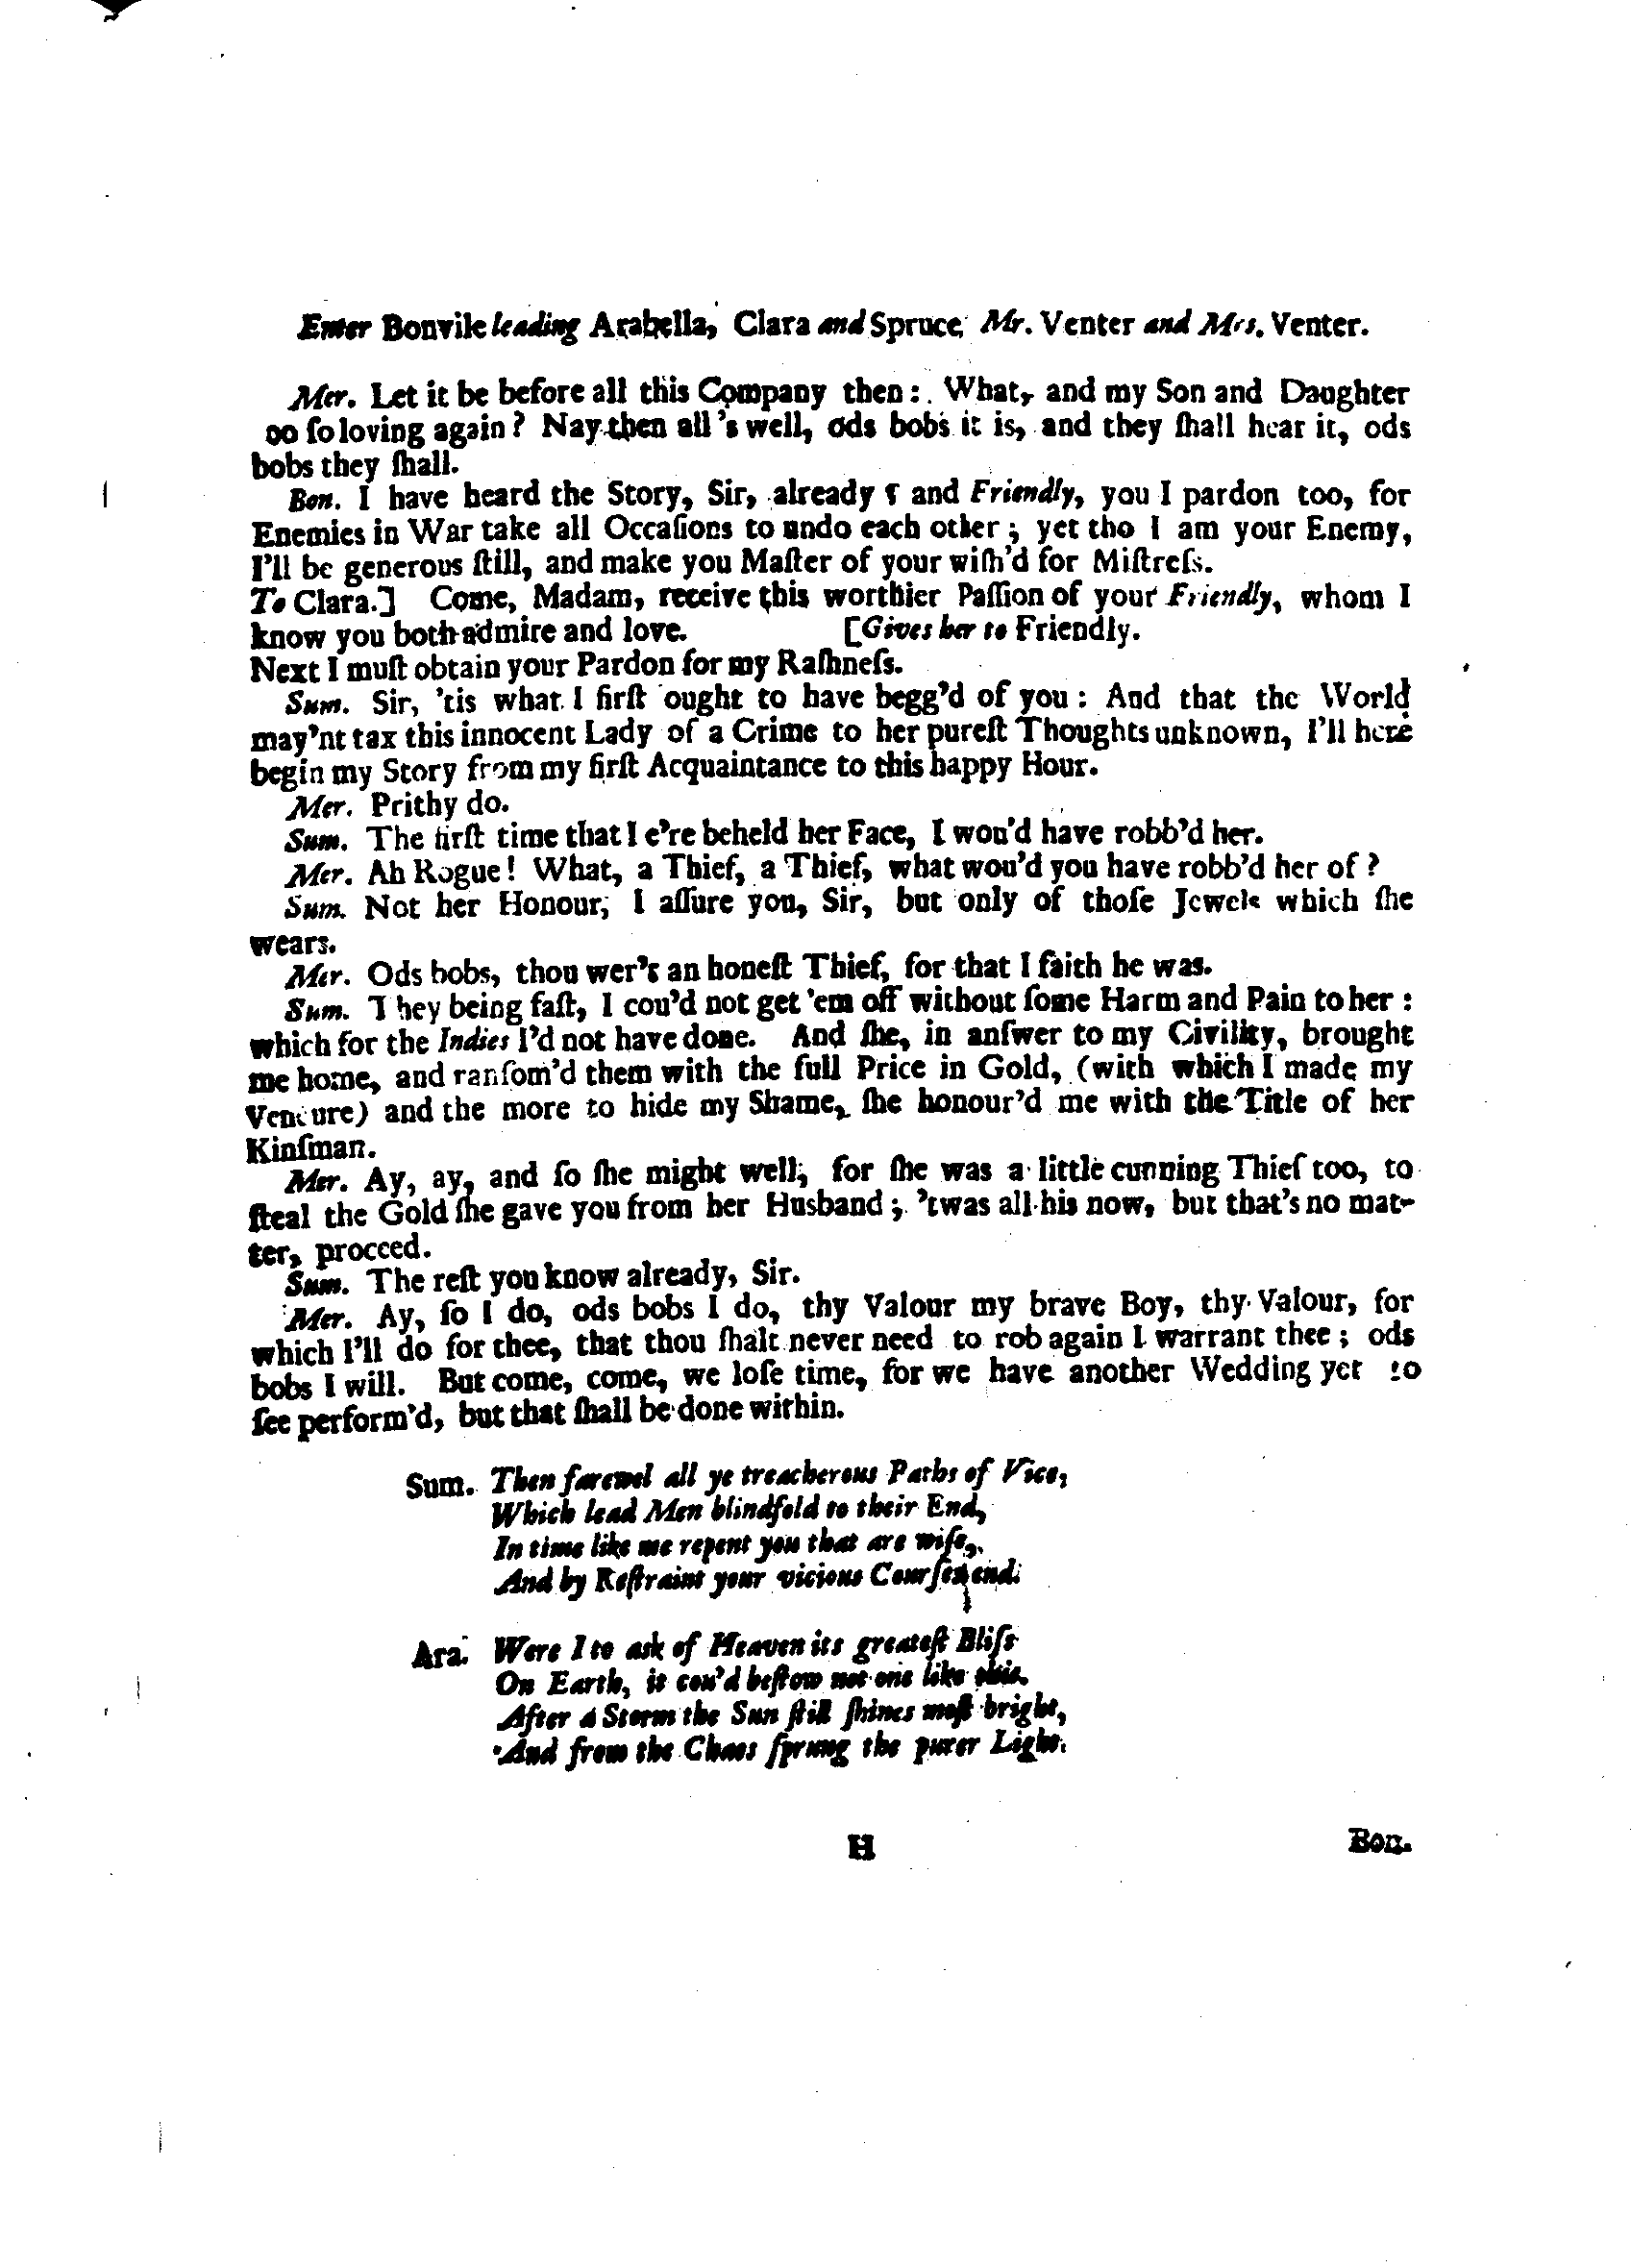 Enter Bonvile leading Arabella, Clara and Spruce, Mr. Venter and Mrs. Venter.
Mer. Let it be before all this Company then: What, and my Son and Daughter
oo ſo loving again? Nay then all's well, ods bobs it is, and they ſhall hear it, ods
bobs they ſhall.
Bon. I have heard the Story, Sir, already; and Friendly, you I pardon too, for
Enemies in War take all Occaſions to undo each other; yet tho I am your Enemy,
I'll be generous ſtill, and make you Maſter of your wiſh'd for Miſtreſs.
To Clara.] Come, Madam, receive this worthier Paſſion of your Friendly, whom I
know you both admire and love. [Gives her to Friendly.
Next I muſt obtain your Pardon for my Raſhneſs.
Sum. Sir, 'tis what I firſt ought to have begg'd of you: And that the World
may'nt tax this innocent Lady of a Crime to her pureſt Thoughts unknown, I'll here
begin my Story from my firſt Acquaintance to this happy Hour.
Mer. Prithy do.
Sum. The firſt time that I e're beheld her Face, I wou'd have robb'd her.
Mer. Ah Rogue! What, a Thief, a Thief, what wou'd you have robb'd her of?
Sum. Not her Honour, I aſſure you, Sir, but only of thoſe Jewels which ſhe
wears.
Mer. Ods bobs, thou wer't an honeſt Thief, for that I faith he was.
Sum. They being faſt, I cou'd not get 'em off without ſome Harm and Pain to her:
which for the Indies I'd not have done. And ſhe, in anſwer to my Civility, brought
me home, and ranſom'd them with the full Price in Gold, (with which I made my
Venture) and the more to hide my Shame, ſhe honour'd me with the Title of her
Kinſman.
Mer. Ay, ay, and ſo ſhe might well, for ſhe was a little cunning Thief too, to
ſteal the Gold ſhe gave you from her Husband; 'twas all his now, but that's no mat-
ter, proceed.
Sum. The reſt you know already, Sir.
Mer. Ay, ſo I do, ods bobs I do, thy Valour my brave Boy, thy Valour, for
which I'll do for thee, that thou ſhalt never need to rob again I warrant thee; ods
bobs I will. But come, come, we loſe time, for we have another Wedding yet to
ſee perform'd, but that ſhall be done within.
Sum. Then farewel all ye treacherous Paths of Vice,
Which lead Men blindfold to their End,
In time like me repent you that are wiſe,
And by Reſtraint your vicious Courſes end.
Ara. Were I to ask of Heaven its greateſt Bliſs
On Earth, it cou'd beſtow not one like this.
After a Storm the Sun ſtill ſhines moſt bright,
And from the Chaos ſprung the purer Light.
H Bon.